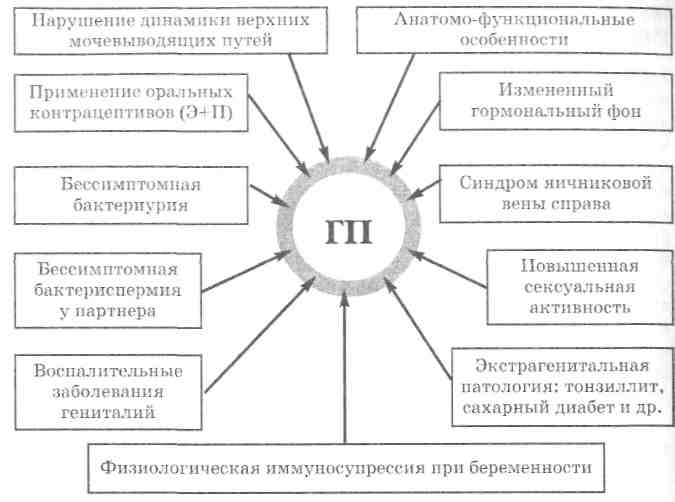 Нарушение динамики верхних
мочевыводящих путей
Анатомо-функциональные
особенности
Применение оральных
контрацептивов (Э+П)
Измененный
гормональный фон
Бессимптомная
бактериурия
Синдром яичниковой
вены справа
ГП
Бессимптомная
бактериспермия
у партнера
Повышенная
сексуальная
активность
Воспалительные
заболевания
гениталий
Экстрагенитальная
патология: тонзиллит,
сахарный диабет и др.
Физиологическая иммуносупрессия при беременности